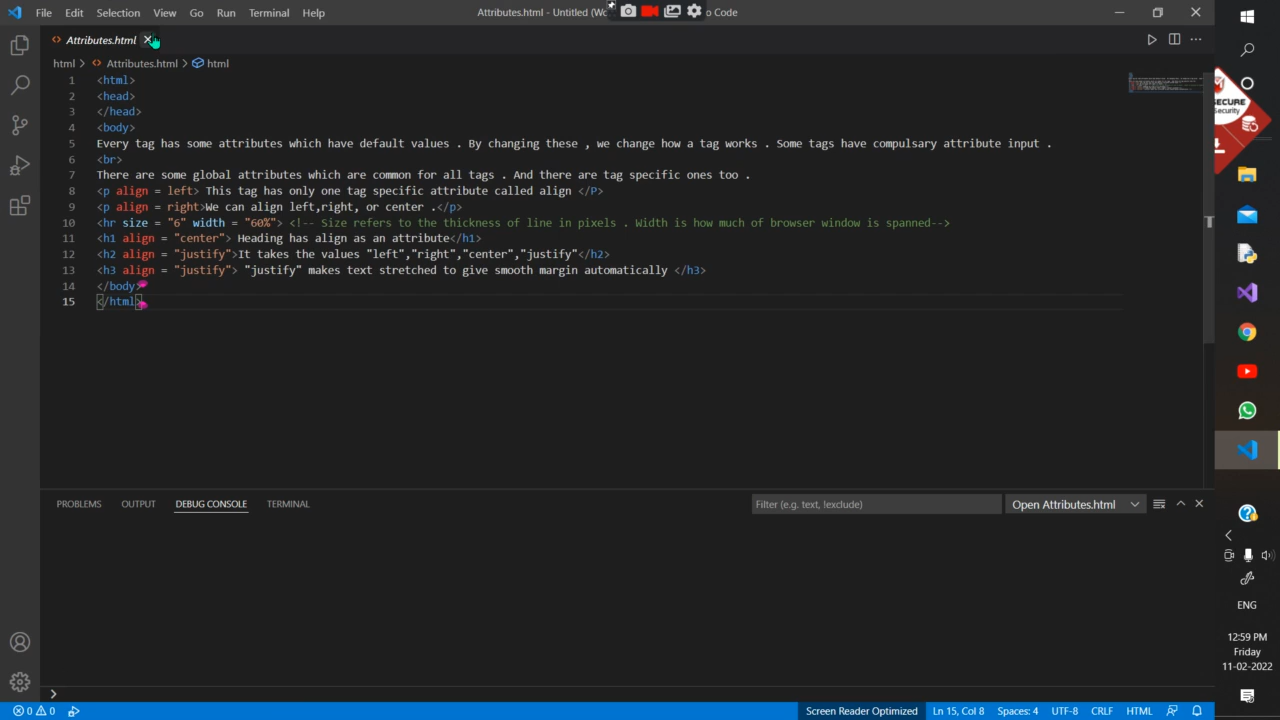 File Edit Selection View Go Run Terminal Help
Attributes.html - Untitled (Wo
o Code
Attributes.html
html > Attributes.html > html
1 <html>
2 <head>
3 </head>
4 <body>
5 Every tag has some attributes which have default values . By changing these , we change how a tag works . Some tags have compulsary attribute input .
6 <br>
7 There are some global attributes which are common for all tags . And there are tag specific ones too .
8 <p align = left> This tag has only one tag specific attribute called align </P>
9 <p align = right>We can align left,right, or center .</p>
10 <hr size = "6" width = "60%"> <!-- Size refers to the thickness of line in pixels . Width is how much of browser window is spanned-->
11 <h1 align = "center"> Heading has align as an attribute</h1>
12 <h2 align = "justify">It takes the values "left","right","center","justify"</h2>
13 <h3 align = "justify"> "justify" makes text stretched to give smooth margin automatically </h3>
14 </body>
15 </html>
PROBLEMS OUTPUT DEBUG CONSOLE TERMINAL
Filter (e.g. text, !exclude)
Open Attributes.html
0 0
Screen Reader Optimized Ln 15, Col 8 Spaces: 4 UTF-8 CRLF HTML
ECURE
Security
ENG
12:59 PM
Friday
11-02-2022